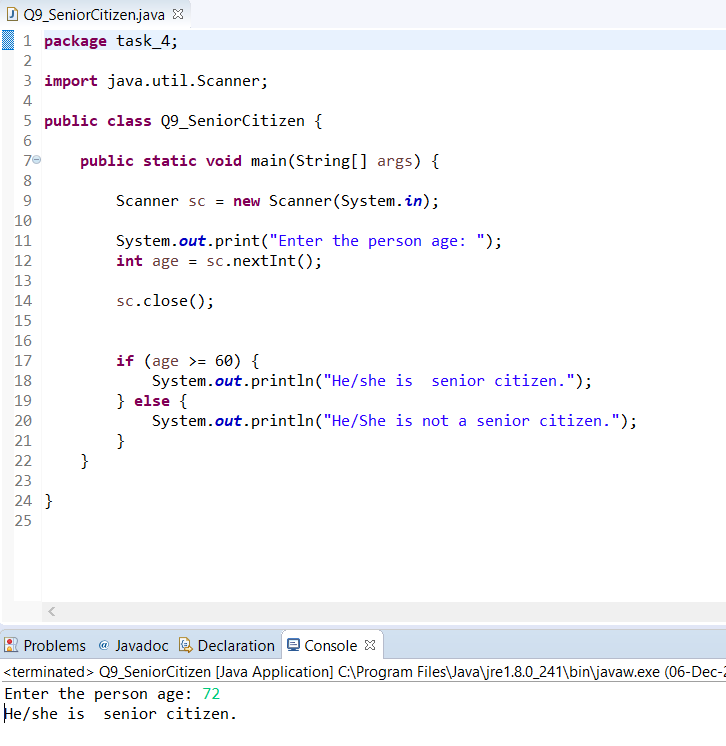 Q9_SeniorCitizen.java
1 package task_4;
2
3 import java.util.Scanner;
4
5 public class Q9_SeniorCitizen {
6
7     public static void main(String[] args) {
8
9         Scanner sc = new Scanner(System.in);
10
11         System.out.print("Enter the person age: ");
12         int age = sc.nextInt();
13
14         sc.close();
15
16
17         if (age >= 60) {
18             System.out.println("He/she is  senior citizen.");
19         } else {
20             System.out.println("He/She is not a senior citizen.");
21         }
22     }
23
24 }
25
Problems @ Javadoc Declaration Console
<terminated> Q9_SeniorCitizen [Java Application] C:\Program Files\Java\jre1.8.0_241\bin\javaw.exe (06-Dec-
Enter the person age: 72
He/she is  senior citizen.